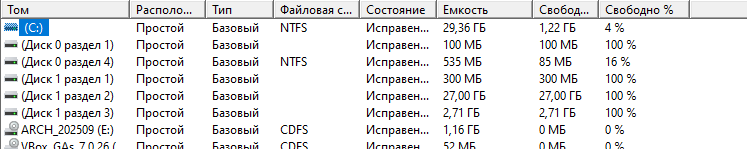 Том Располо... Тип Файловая с... Состояние Емкость Свобод... Свободно %
(C:) Простой Базовый NTFS Исправен... 29,36 ГБ 1,22 ГБ 4 %
(Диск 0 раздел 1) Простой Базовый Исправен... 100 МБ 100 МБ 100 %
(Диск 0 раздел 4) Простой Базовый NTFS Исправен... 535 МБ 85 МБ 16 %
(Диск 1 раздел 1) Простой Базовый Исправен... 300 МБ 300 МБ 100 %
(Диск 1 раздел 2) Простой Базовый Исправен... 27,00 ГБ 27,00 ГБ 100 %
(Диск 1 раздел 3) Простой Базовый Исправен... 2,71 ГБ 2,71 ГБ 100 %
ARCH_202509 (E:) Простой Базовый CDFS Исправен... 1,16 ГБ 0 МБ 0 %
VBox_GAs_7.0.26 ( Простой Базовый CDFS Исправен... 52 МБ 0 МБ 0 %